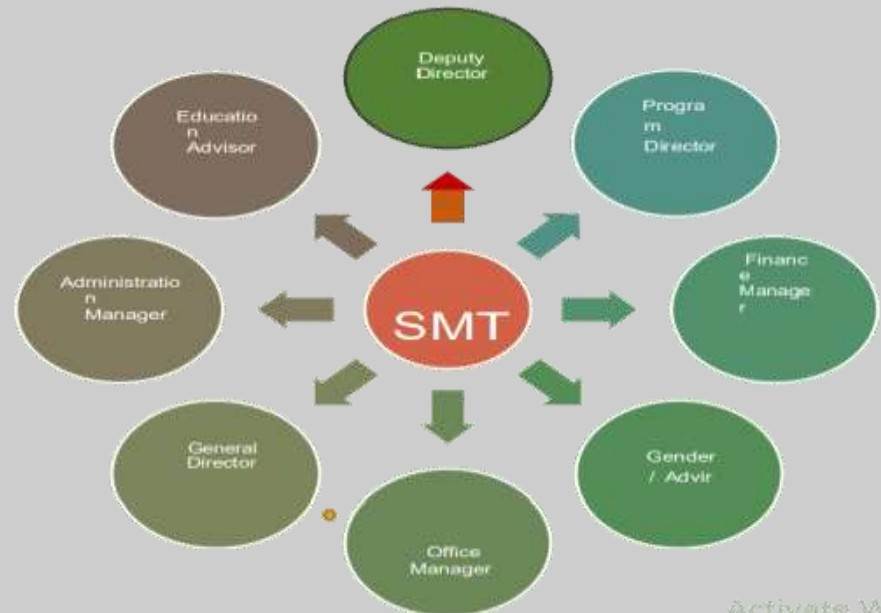 Deputy
Director
Progra
m
Director
Financ
e
Manage
r
Gender
/ Advir
Office
Manager
General
Director
Administratio
n
Manager
Educatio
n
Advisor
SMT
Activate